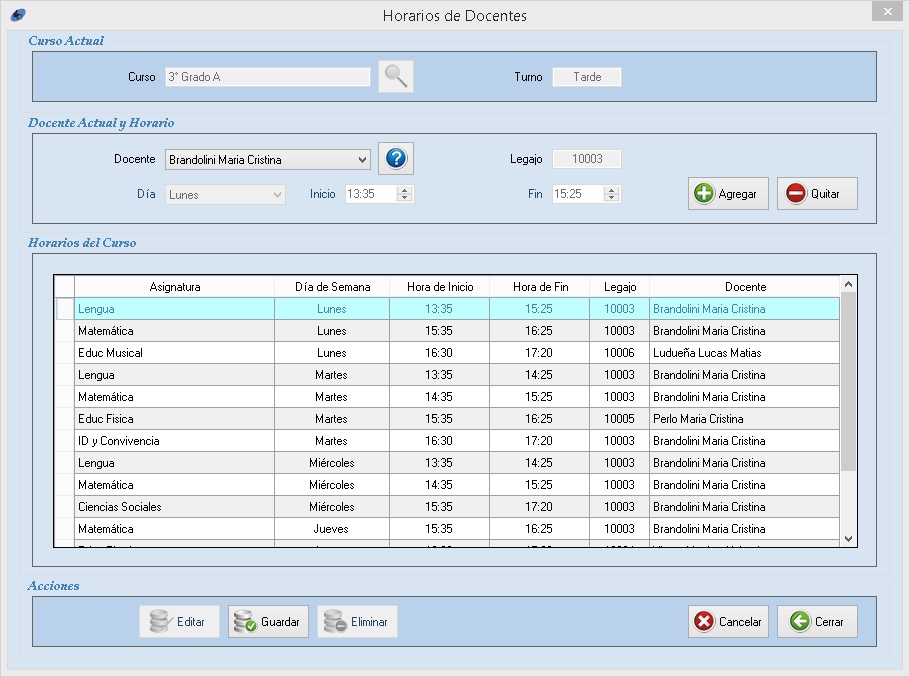 Horarios de Docentes
Curso Actual
Curso 3° Grado A Turno Tarde
Docente Actual y Horario
Docente Brandolini Maria Cristina Legajo 10003
Día Lunes Inicio 13:35 Fin 15:25 Agregar Quitar
Horarios del Curso
Asignatura Día de Semana Hora de Inicio Hora de Fin Legajo Docente
Lengua Lunes 13:35 15:25 10003 Brandolini Maria Cristina
Matemática Lunes 15:35 16:25 10003 Brandolini Maria Cristina
Educ Musical Lunes 16:30 17:20 10006 Ludueña Lucas Matias
Lengua Martes 13:35 14:25 10003 Brandolini Maria Cristina
Matemática Martes 14:35 15:25 10003 Brandolini Maria Cristina
Educ Fisica Martes 15:35 16:25 10005 Perlo Maria Cristina
ID y Convivencia Martes 16:30 17:20 10003 Brandolini Maria Cristina
Lengua Miércoles 13:35 14:25 10003 Brandolini Maria Cristina
Matemática Miércoles 14:35 15:25 10003 Brandolini Maria Cristina
Ciencias Sociales Miércoles 15:35 17:20 10003 Brandolini Maria Cristina
Matemática Jueves 15:35 16:25 10003 Brandolini Maria Cristina
Acciones
Editar Guardar Eliminar Cancelar Cerrar